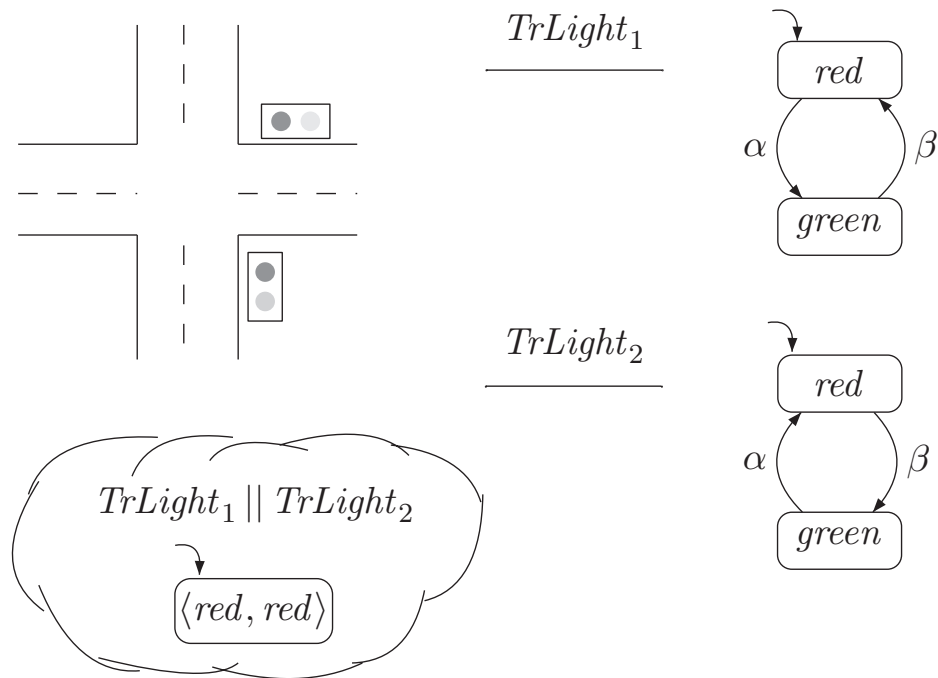 TrLight₁
red
α β
green
TrLight₂
red
α β
green
TrLight₁ || TrLight₂
⟨red, red⟩